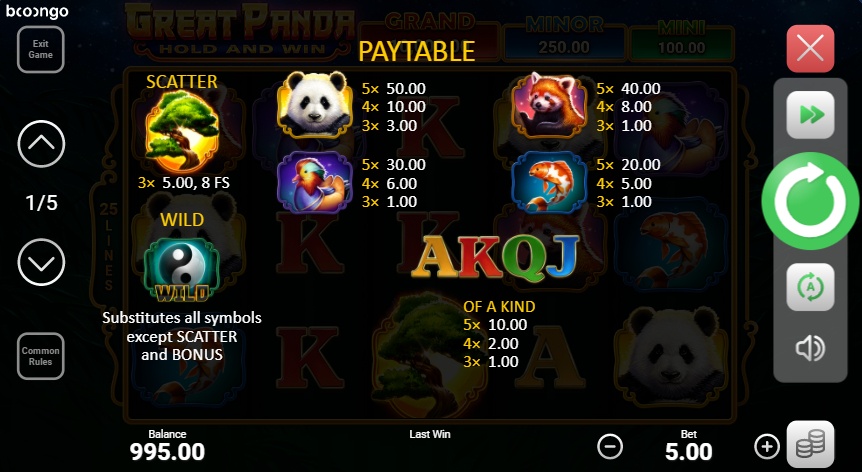 booongo
GREAT PANDA
HOLD AND WIN
GRAND
MINOR
250.00
MINI
100.00
Exit
Game
PAYTABLE
SCATTER
3× 5.00, 8 FS
5× 50.00
4× 10.00
3× 3.00
5× 40.00
4× 8.00
3× 1.00
5× 30.00
4× 6.00
3× 1.00
5× 20.00
4× 5.00
3× 1.00
1/5
25
LINES
WILD
WILD
Substitutes all symbols
except SCATTER
and BONUS
AKQJ
OF A KIND
5× 10.00
4× 2.00
3× 1.00
K
K
K
K
A
A
Common
Rules
Balance
995.00
Last Win
Bet
5.00